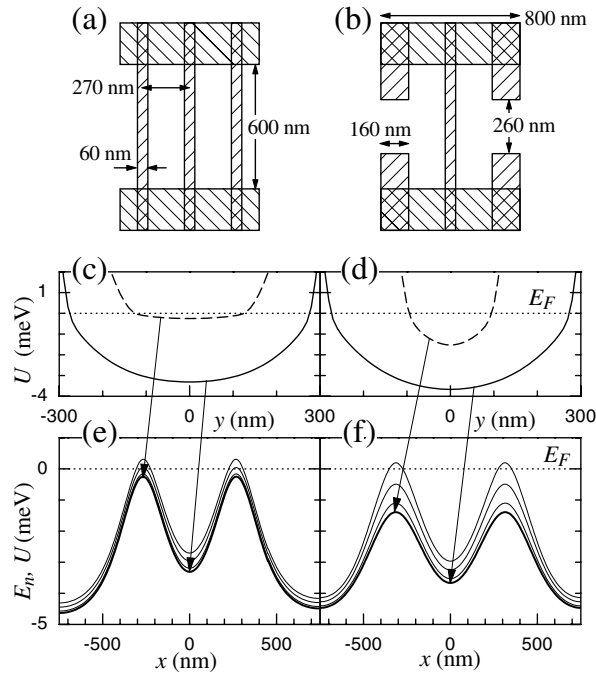 (a) (b)
800 nm
270 nm
600 nm
160 nm
260 nm
60 nm
(c) (d)
1
E_F
U (meV)
-4
-300 0 y (nm) 300 0 y (nm) 300
(e) (f)
0
E_F
E_n, U (meV)
-5
-500 0 500 -500 0 500
x (nm) x (nm)